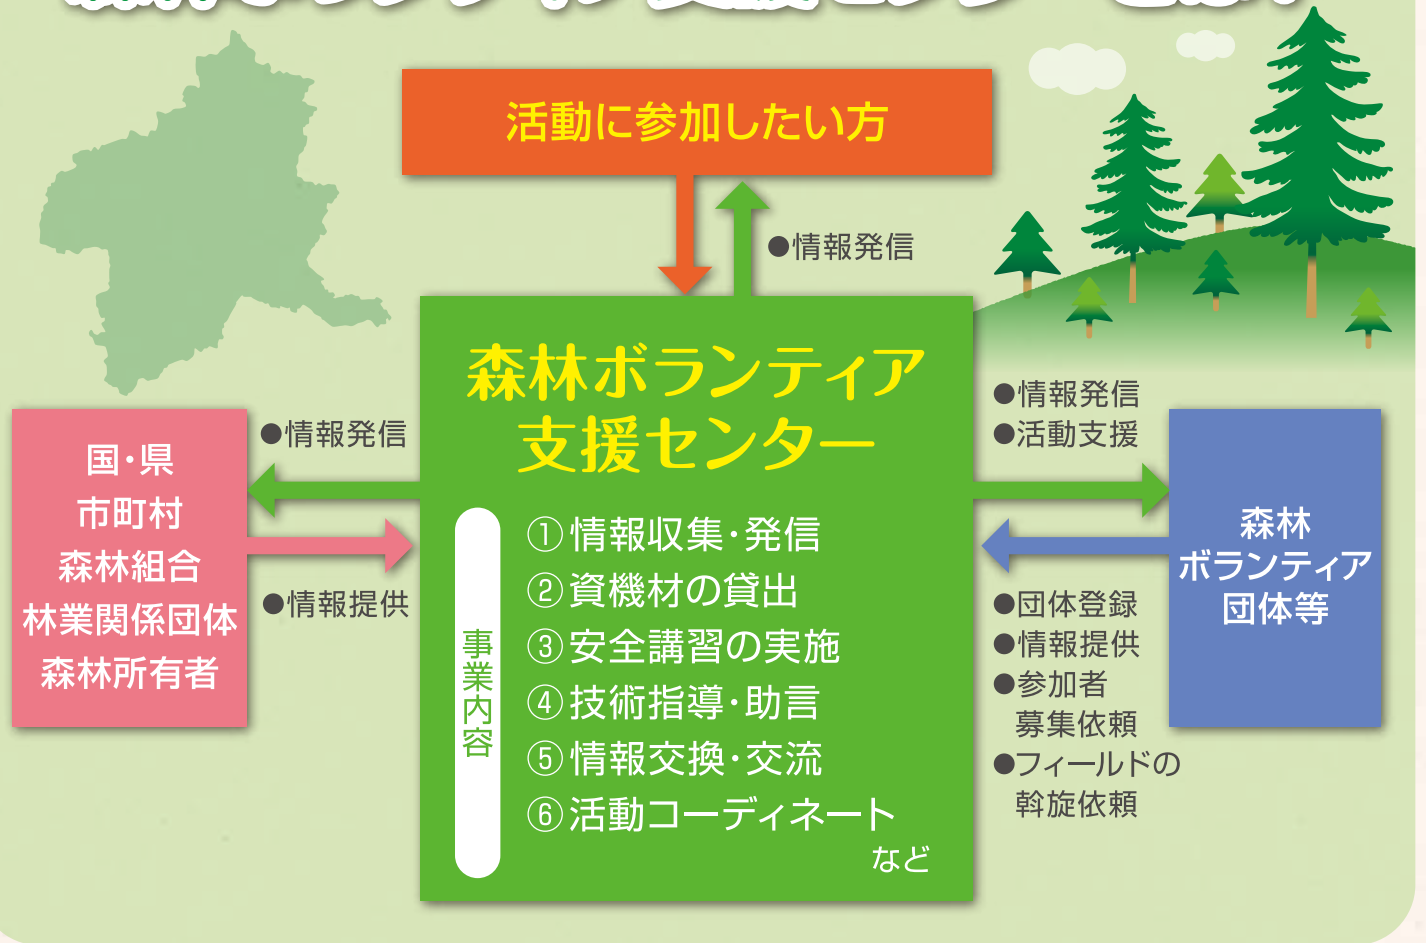 活動に参加したい方
●情報発信
森林ボランティア
支援センター
事業内容
①情報収集・発信
②資機材の貸出
③安全講習の実施
④技術指導・助言
⑤情報交換・交流
⑥活動コーディネート
など
●情報発信
国・県
市町村
森林組合
林業関係団体
森林所有者
●情報提供
●情報発信
●活動支援
森林
ボランティア
団体等
●団体登録
●情報提供
●参加者
募集依頼
●フィールドの
斡旋依頼